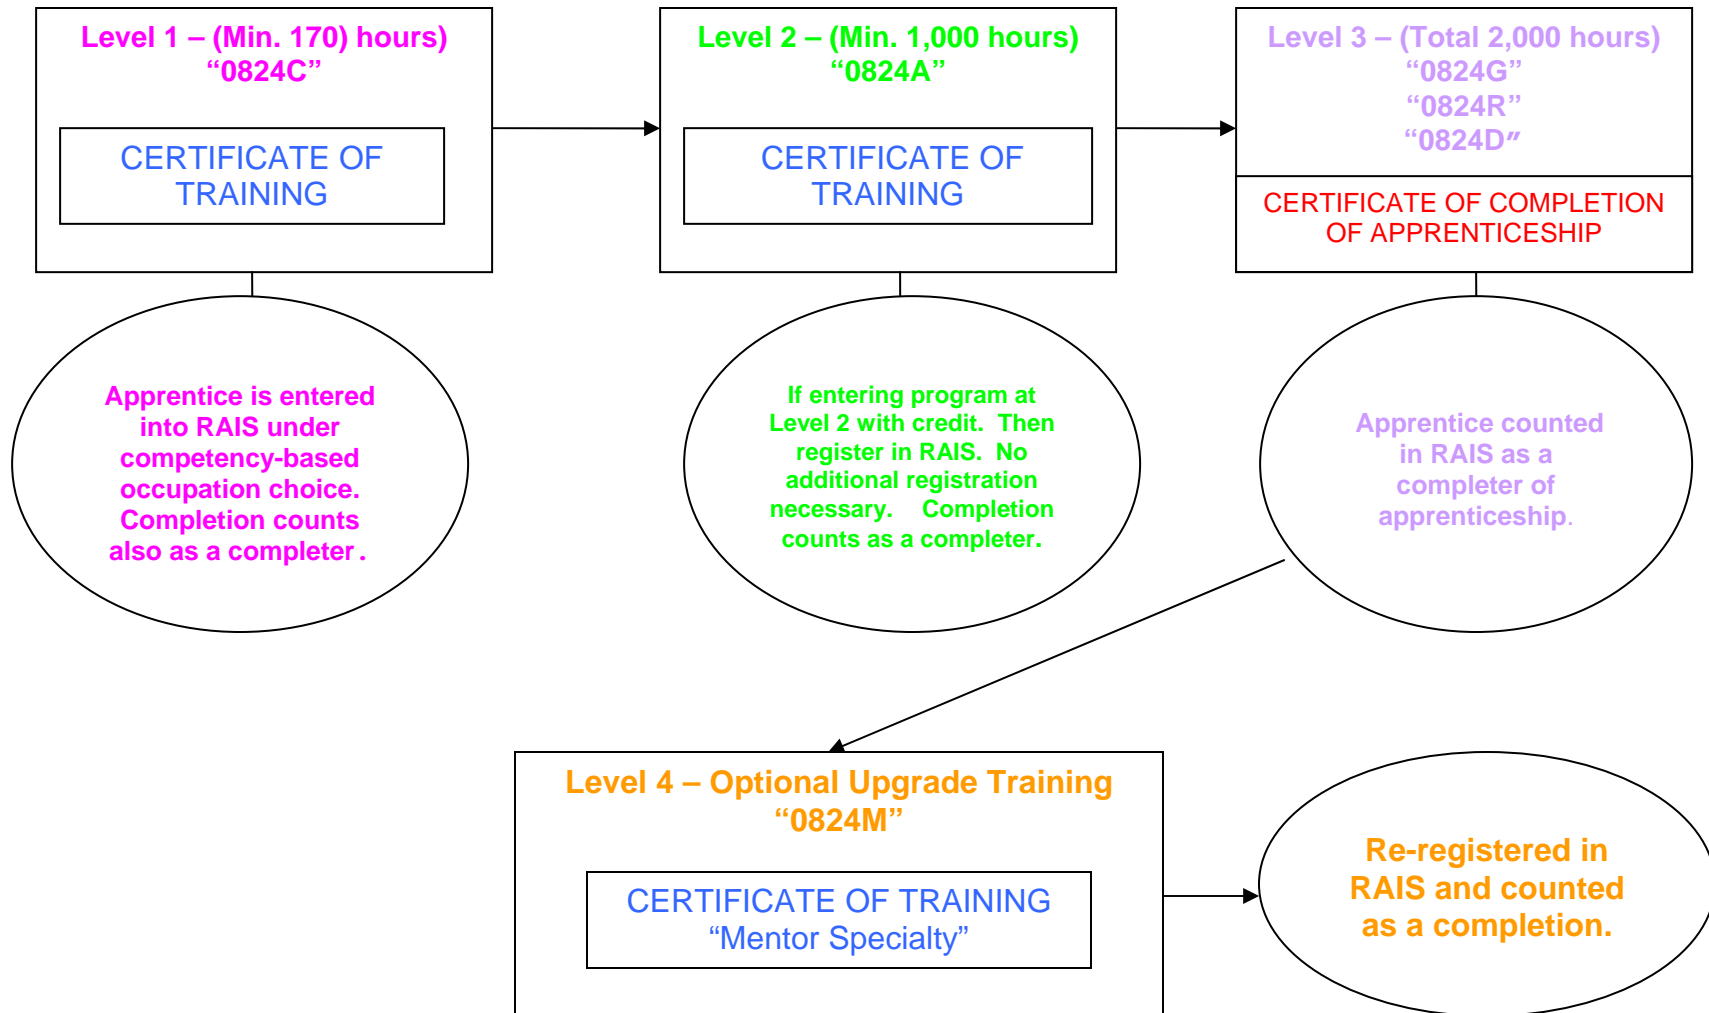 Level 1 – (Min. 170) hours)
“0824C”
CERTIFICATE OF
TRAINING
Level 2 – (Min. 1,000 hours)
“0824A”
CERTIFICATE OF
TRAINING
Level 3 – (Total 2,000 hours)
“0824G”
“0824R”
“0824D”
CERTIFICATE OF COMPLETION
OF APPRENTICESHIP
Apprentice is entered
into RAIS under
competency-based
occupation choice.
Completion counts
also as a completer.
If entering program at
Level 2 with credit. Then
register in RAIS. No
additional registration
necessary. Completion
counts as a completer.
Apprentice counted
in RAIS as a
completer of
apprenticeship.
Level 4 – Optional Upgrade Training
“0824M”
CERTIFICATE OF TRAINING
“Mentor Specialty”
Re-registered in
RAIS and counted
as a completion.